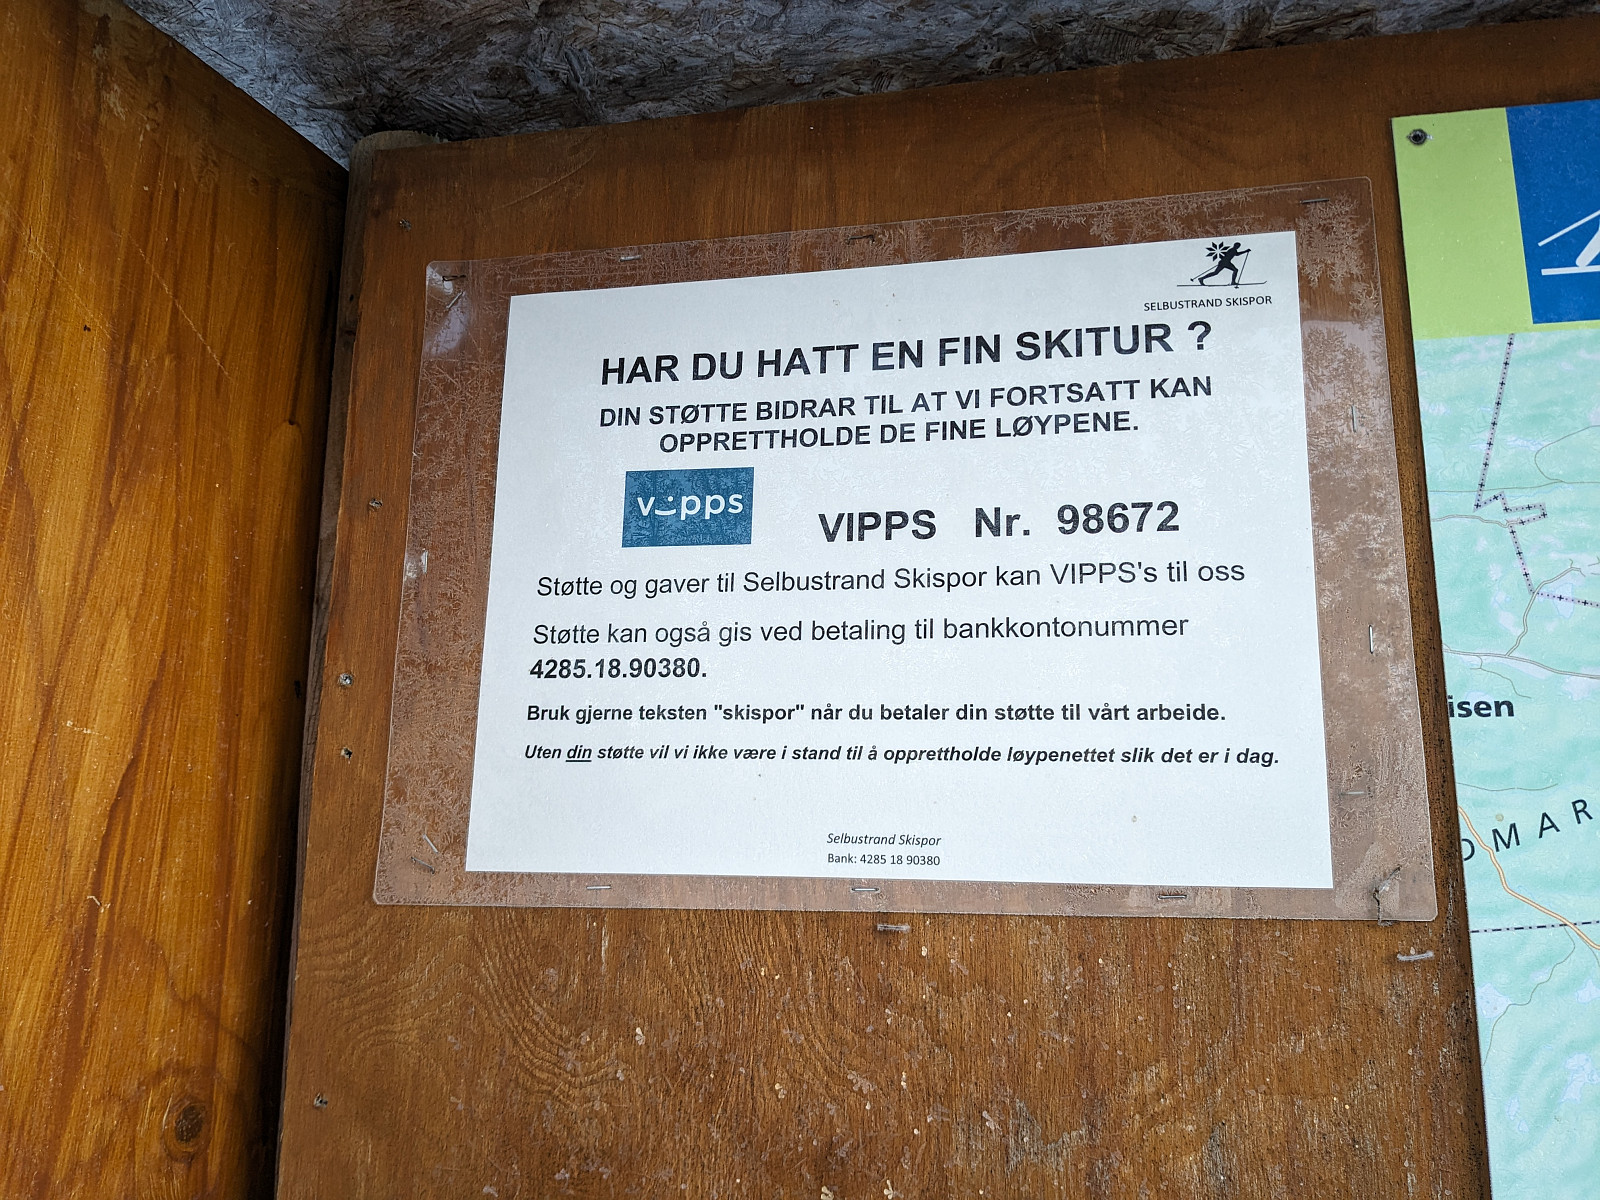 SELBUSTRAND SKISPOR
HAR DU HATT EN FIN SKITUR ?
DIN STØTTE BIDRAR TIL AT VI FORTSATT KAN
OPPRETTHOLDE DE FINE LØYPENE.
vipps
VIPPS Nr. 98672
Støtte og gaver til Selbustrand Skispor kan VIPPS's til oss
Støtte kan også gis ved betaling til bankkontonummer
4285.18.90380.
Bruk gjerne teksten "skispor" når du betaler din støtte til vårt arbeide.
Uten din støtte vil vi ikke være i stand til å opprettholde løypenettet slik det er i dag.
Selbustrand Skispor
Bank: 4285 18 90380
isen
OMAR